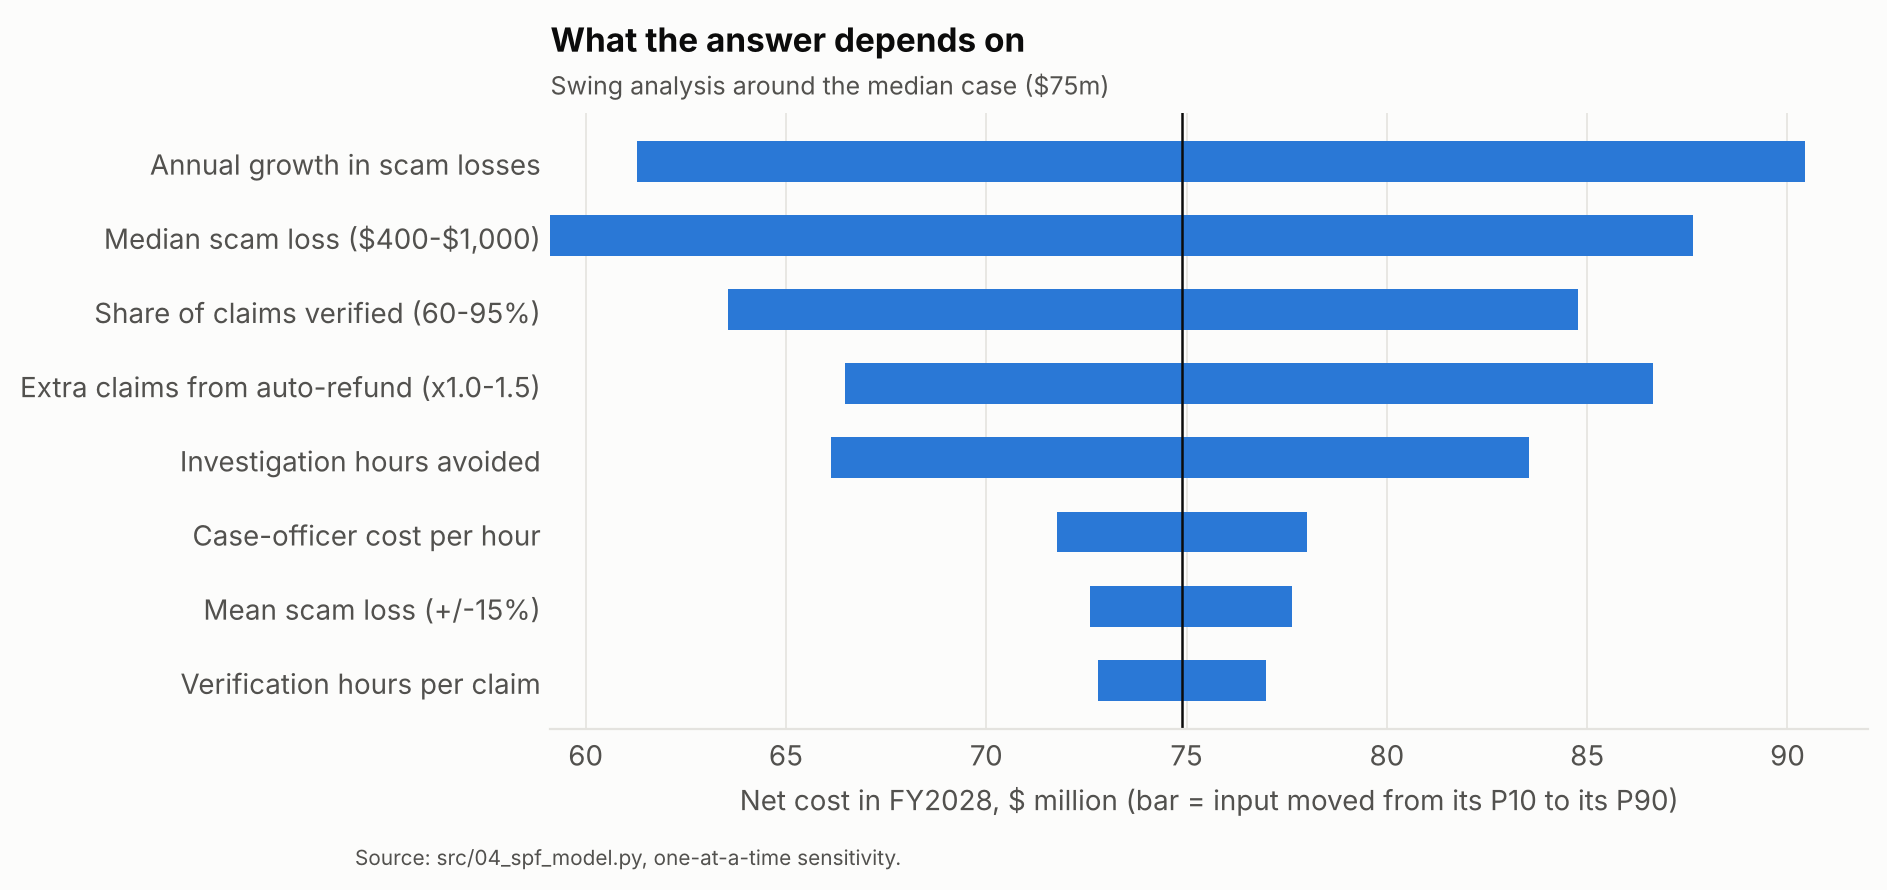 What the answer depends on
Swing analysis around the median case ($75m)
Annual growth in scam losses
Median scam loss ($400-$1,000)
Share of claims verified (60-95%)
Extra claims from auto-refund (x1.0-1.5)
Investigation hours avoided
Case-officer cost per hour
Mean scam loss (+/-15%)
Verification hours per claim
60 65 70 75 80 85 90
Net cost in FY2028, $ million (bar = input moved from its P10 to its P90)
Source: src/04_spf_model.py, one-at-a-time sensitivity.